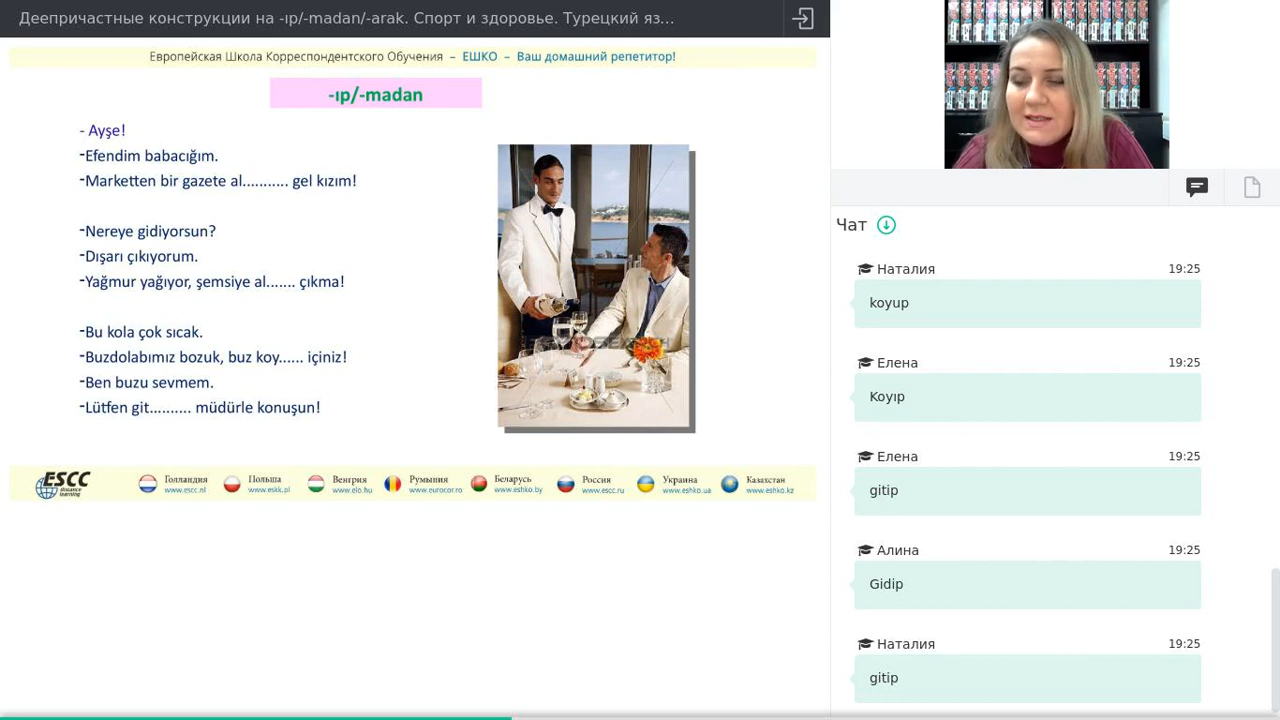 Деепричастные конструкции на -ıp/-madan/-arak. Спорт и здоровье. Турецкий яз...
Европейская Школа Корреспондентского Обучения – ЕШКО – Ваш домашний репетитор!
-ıp/-madan
- Ayşe!
-Efendim babacığım.
-Marketten bir gazete al........... gel kızım!
-Nereye gidiyorsun?
-Dışarı çıkıyorum.
-Yağmur yağıyor, şemsiye al....... çıkma!
-Bu kola çok sıcak.
-Buzdolabımız bozuk, buz koy...... içiniz!
-Ben buzu sevmem.
-Lütfen git.......... müdürle konuşun!
ESCC distance learning
Голландия www.escc.nl
Польша www.eskk.pl
Венгрия www.eio.hu
Румыния www.eurocor.ro
Беларусь www.eshko.by
Россия www.escc.ru
Украина www.eshko.ua
Казахстан www.eshko.kz
Чат
Наталия 19:25
koyup
Елена 19:25
Koyıp
Елена 19:25
gitip
Алина 19:25
Gidip
Наталия 19:25
gitip